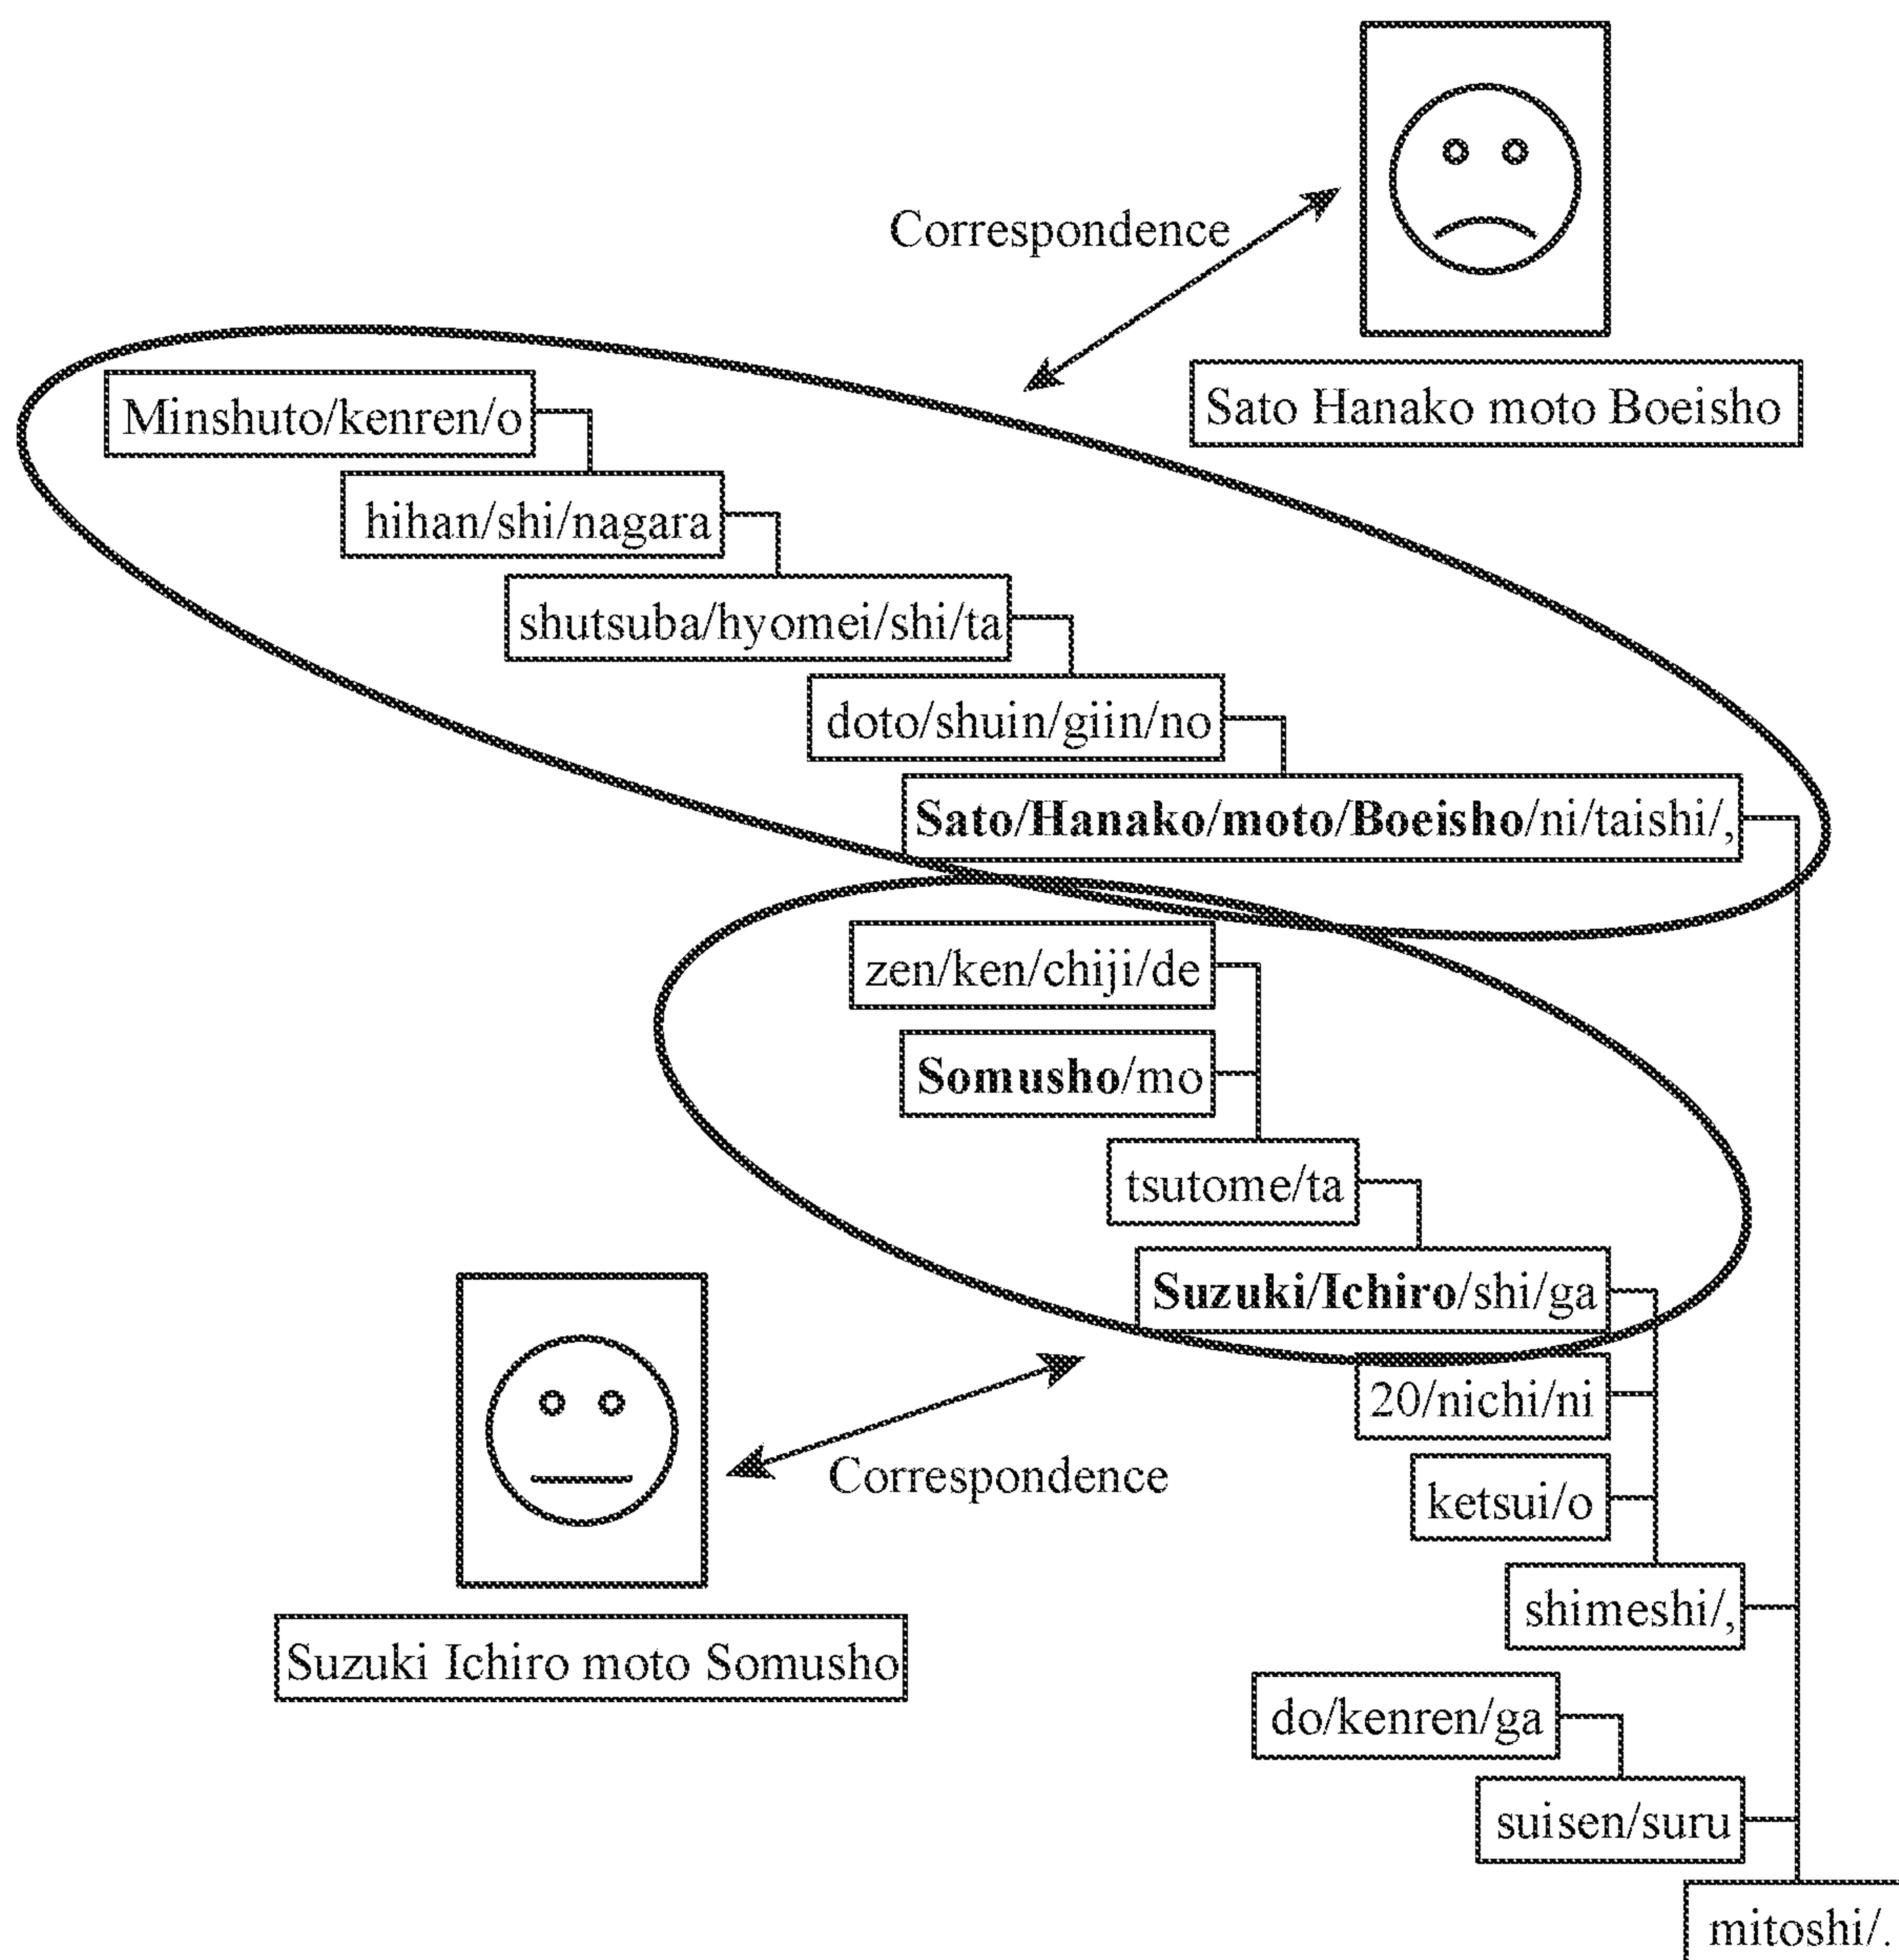 Correspondence
Sato Hanako moto Boeisho
Minshuto/kenren/o
hihan/shi/nagara
shutsuba/hyomei/shi/ta
doto/shuin/giin/no
Sato/Hanako/moto/Boeisho/ni/taishi/,
zen/ken/chiji/de
Somusho/mo
tsutome/ta
Suzuki/Ichiro/shi/ga
20/nichi/ni
Correspondence
ketsui/o
shimeshi/,
Suzuki Ichiro moto Somusho
do/kenren/ga
suisen/suru
mitoshi/.